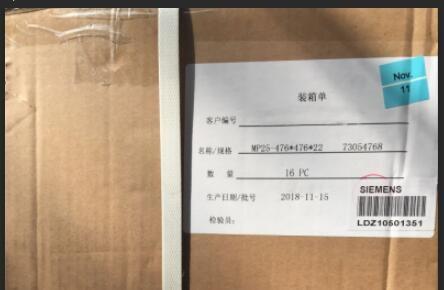 Nov.
11
装箱单
客户编号
名称/规格 MP25-476*476*22 73054768
数 量 16 PC
生产日期/批号 2018-11-15
检验员:
SIEMENS
LDZ10501351